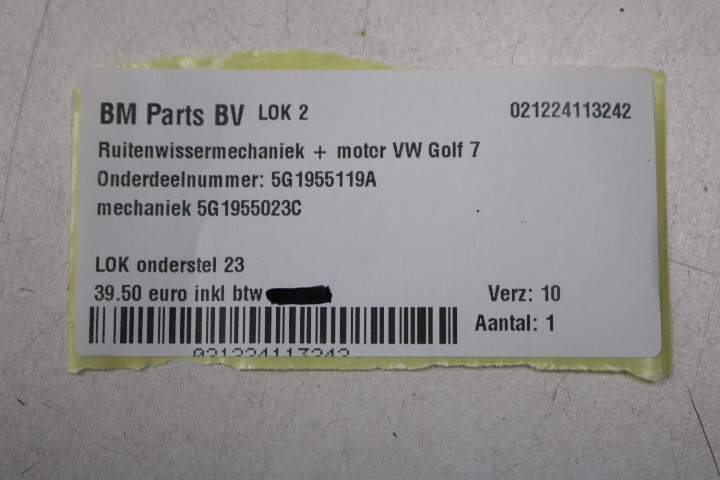 BM Parts BV LOK 2 021224113242
Ruitenwissermechaniek + motor VW Golf 7
Onderdeelnummer: 5G1955119A
mechaniek 5G1955023C
LOK onderstel 23
39.50 euro inkl btw Verz: 10
Aantal: 1
021224113242